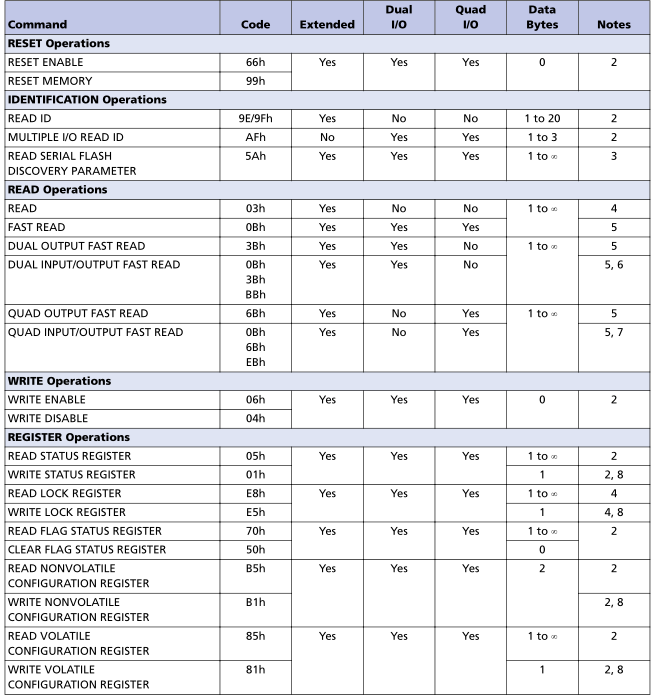 Command Code Extended Dual I/O Quad I/O Data Bytes Notes
RESET Operations
RESET ENABLE 66h Yes Yes Yes 0 2
RESET MEMORY 99h
IDENTIFICATION Operations
READ ID 9E/9Fh Yes No No 1 to 20 2
MULTIPLE I/O READ ID AFh No Yes Yes 1 to 3 2
READ SERIAL FLASH 5Ah Yes Yes Yes 1 to ∞ 3
DISCOVERY PARAMETER
READ Operations
READ 03h Yes No No 1 to ∞ 4
FAST READ 0Bh Yes Yes Yes 5
DUAL OUTPUT FAST READ 3Bh Yes Yes No 1 to ∞ 5
DUAL INPUT/OUTPUT FAST READ 0Bh Yes Yes No 5, 6
3Bh
BBh
QUAD OUTPUT FAST READ 6Bh Yes No Yes 1 to ∞ 5
QUAD INPUT/OUTPUT FAST READ 0Bh Yes No Yes 5, 7
6Bh
EBh
WRITE Operations
WRITE ENABLE 06h Yes Yes Yes 0 2
WRITE DISABLE 04h
REGISTER Operations
READ STATUS REGISTER 05h Yes Yes Yes 1 to ∞ 2
WRITE STATUS REGISTER 01h 1 2, 8
READ LOCK REGISTER E8h Yes Yes Yes 1 to ∞ 4
WRITE LOCK REGISTER E5h 1 4, 8
READ FLAG STATUS REGISTER 70h Yes Yes Yes 1 to ∞ 2
CLEAR FLAG STATUS REGISTER 50h 0
READ NONVOLATILE B5h Yes Yes Yes 2 2
CONFIGURATION REGISTER
WRITE NONVOLATILE B1h 2, 8
CONFIGURATION REGISTER
READ VOLATILE 85h Yes Yes Yes 1 to ∞ 2
CONFIGURATION REGISTER
WRITE VOLATILE 81h 1 2, 8
CONFIGURATION REGISTER